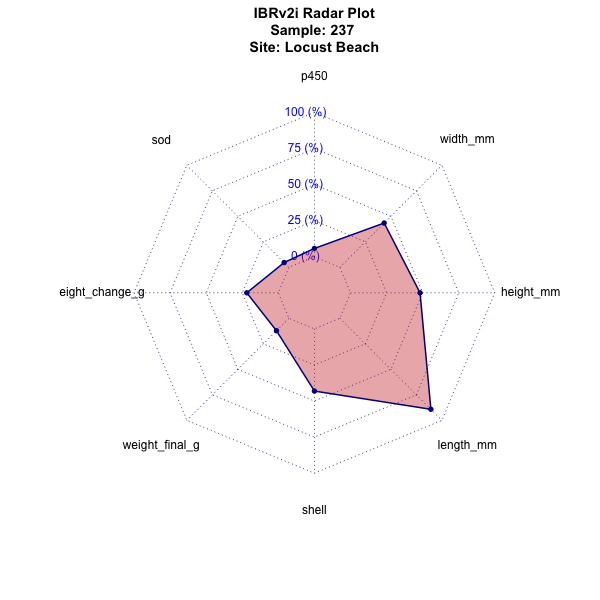 IBRv2i Radar Plot
Sample: 237
Site: Locust Beach
p450
100 (%)
sod
width_mm
75 (%)
50 (%)
25 (%)
0 (%)
eight_change_g
height_mm
weight_final_g
length_mm
shell